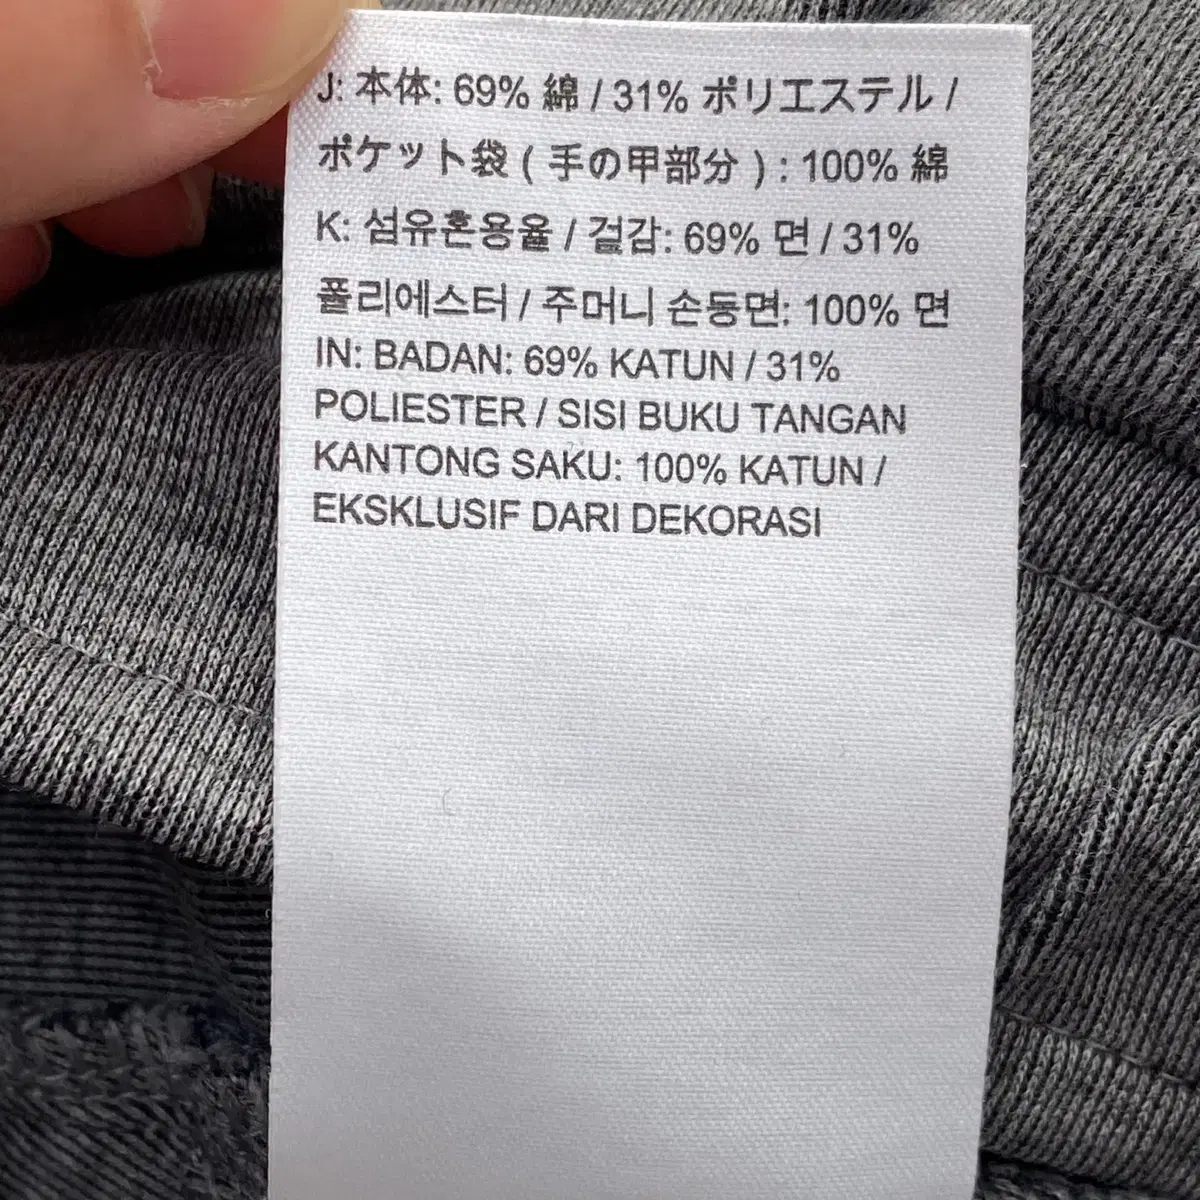 J: 本体: 69% 綿 / 31% ポリエステル /
ポケット袋 ( 手の甲部分 ) : 100% 綿
K: 섬유혼용율 / 겉감: 69% 면 / 31%
폴리에스터 / 주머니 손등면: 100% 면
IN: BADAN: 69% KATUN / 31%
POLIESTER / SISI BUKU TANGAN
KANTONG SAKU: 100% KATUN /
EKSKLUSIF DARI DEKORASI